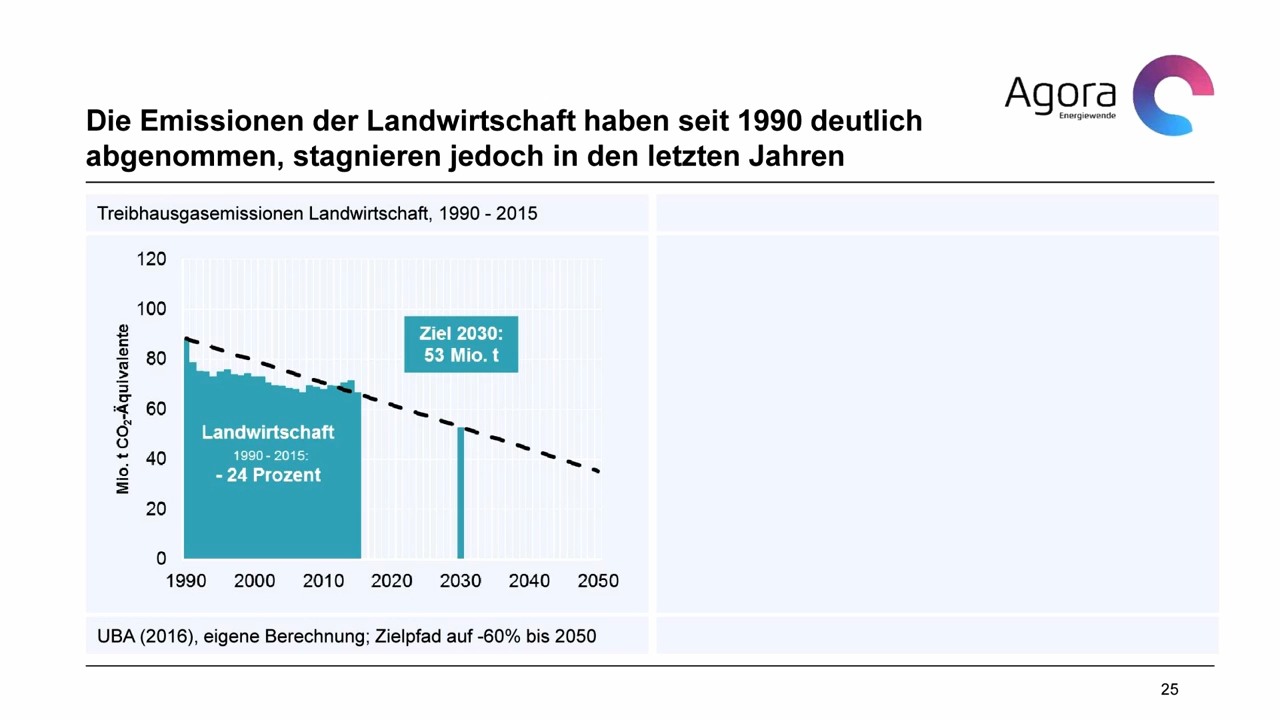 Agora
Energiewende
Die Emissionen der Landwirtschaft haben seit 1990 deutlich
abgenommen, stagnieren jedoch in den letzten Jahren
Treibhausgasemissionen Landwirtschaft, 1990 - 2015
Mio. t CO₂-Äquivalente
120
100
80
60
40
20
0
Ziel 2030:
53 Mio. t
Landwirtschaft
1990 - 2015:
- 24 Prozent
1990 2000 2010 2020 2030 2040 2050
UBA (2016), eigene Berechnung; Zielpfad auf -60% bis 2050
25